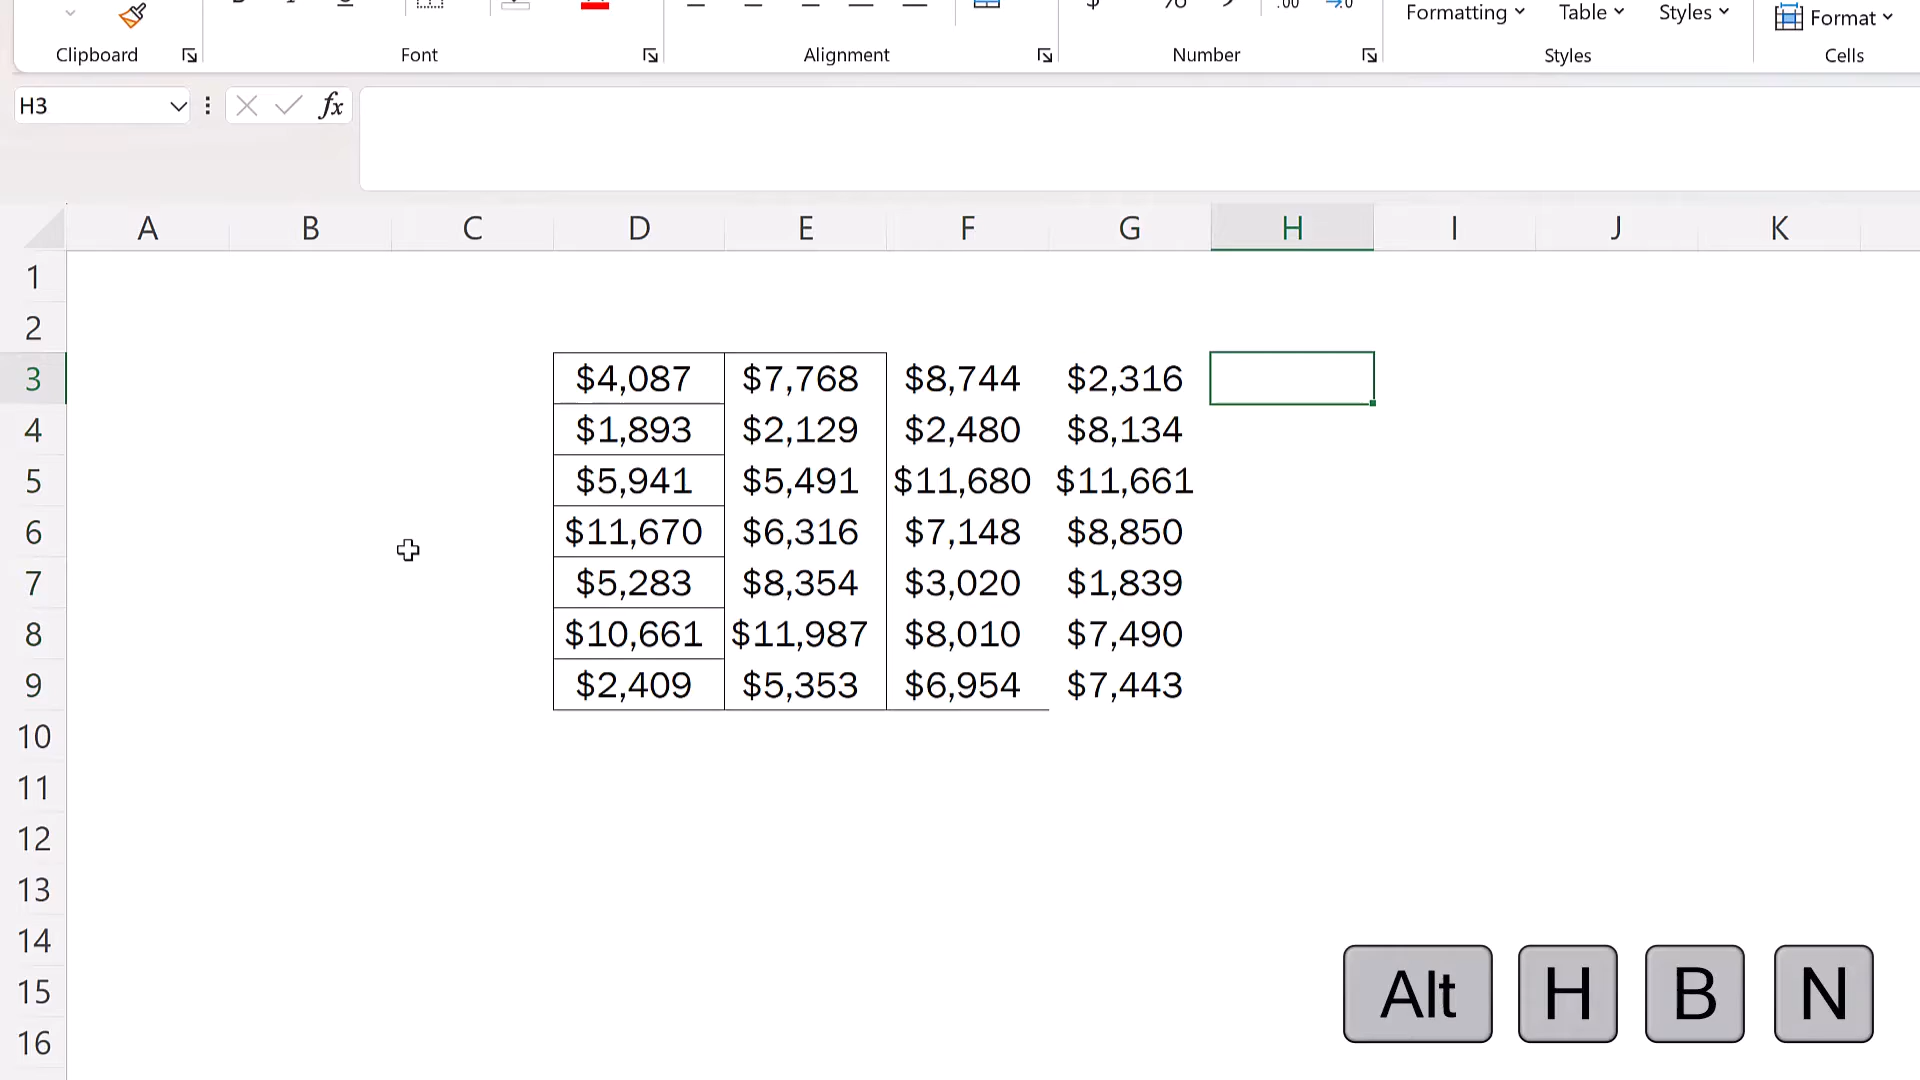 Formatting Table Styles Format
Clipboard Font Alignment Number Styles Cells
H3 fx
A B C D E F G H I J K
1
2
3 $4,087 $7,768 $8,744 $2,316
4 $1,893 $2,129 $2,480 $8,134
5 $5,941 $5,491 $11,680 $11,661
6 $11,670 $6,316 $7,148 $8,850
7 $5,283 $8,354 $3,020 $1,839
8 $10,661 $11,987 $8,010 $7,490
9 $2,409 $5,353 $6,954 $7,443
10
11
12
13
14
15
16
Alt H B N